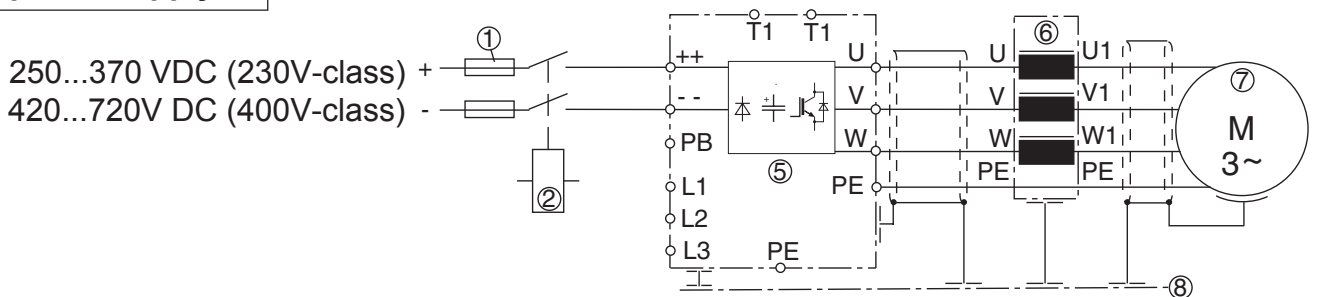 T1 T1
① ⑥
++ U U U1 ⑦
250...370 VDC (230V-class) +
420...720V DC (400V-class) -
- - + V V V1
M
3~
PB W W W1
⑤ PE PE
② L1 PE
L2
L3 PE
⑧